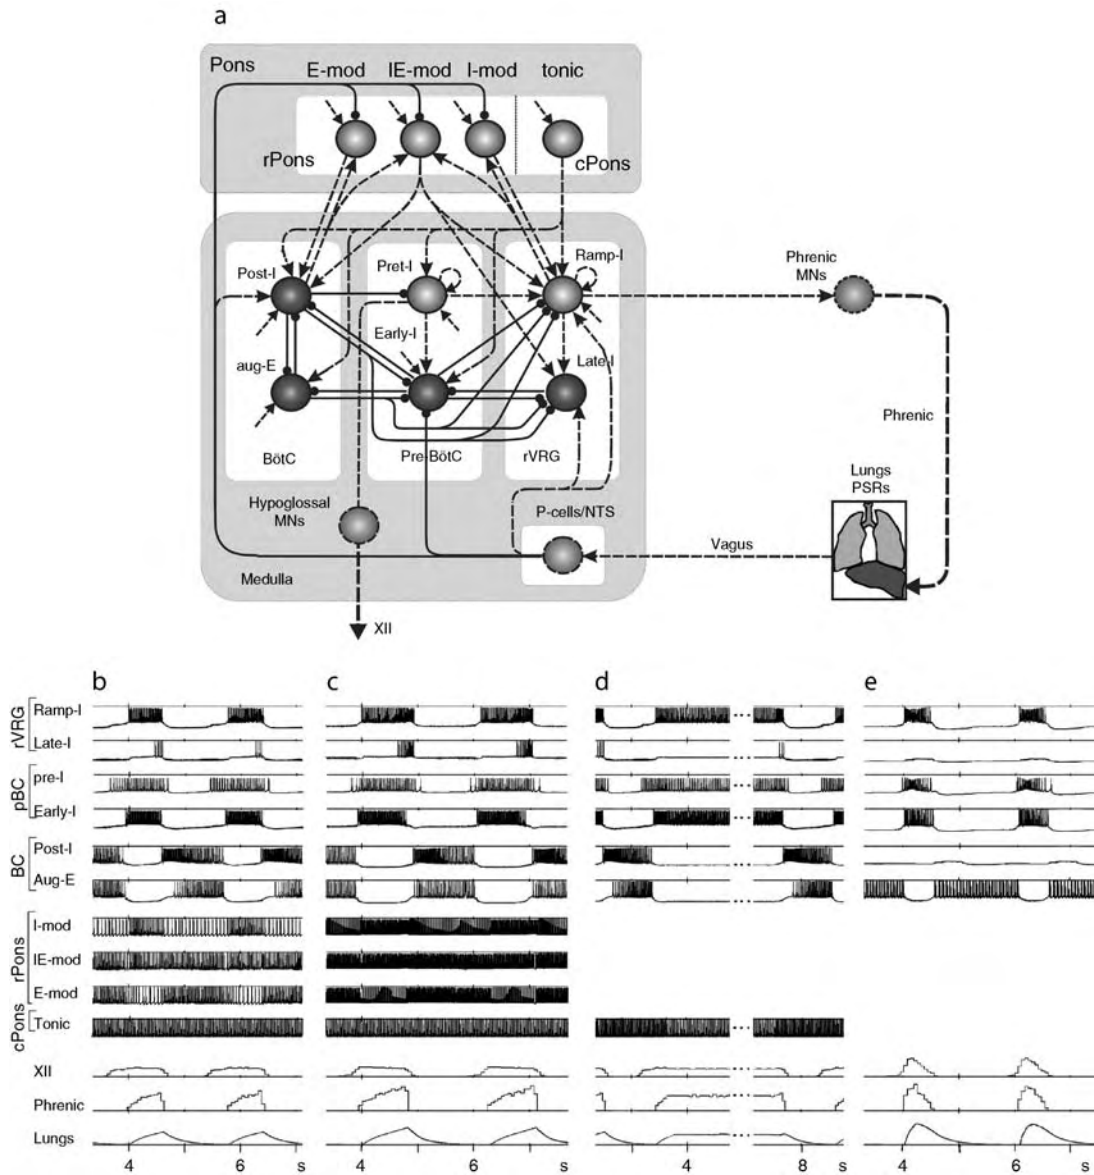 a
Pons
E-mod IE-mod I-mod tonic
rPons
cPons
Post-I
Pret-I
Ramp-I
Phrenic
MNs
Early-I
aug-E
Late-I
Phrenic
BötC
Pre-BötC
rVRG
Lungs
PSRs
Hypoglossal
MNs
P-cells/NTS
Vagus
Medulla
XII
b c d e
rVRG
Ramp-I
Late-I
pBC
pre-I
Early-I
BC
Post-I
Aug-E
rPons
I-mod
IE-mod
E-mod
cPons
Tonic
XII
Phrenic
Lungs
4 6 s 4 6 s 4 8 s 4 6 s